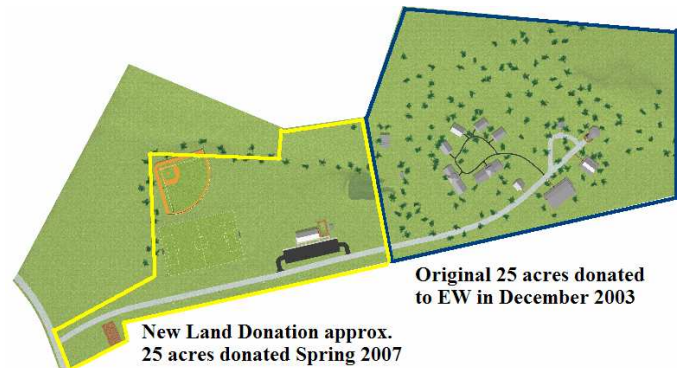 Original 25 acres donated
to EW in December 2003
New Land Donation approx.
25 acres donated Spring 2007